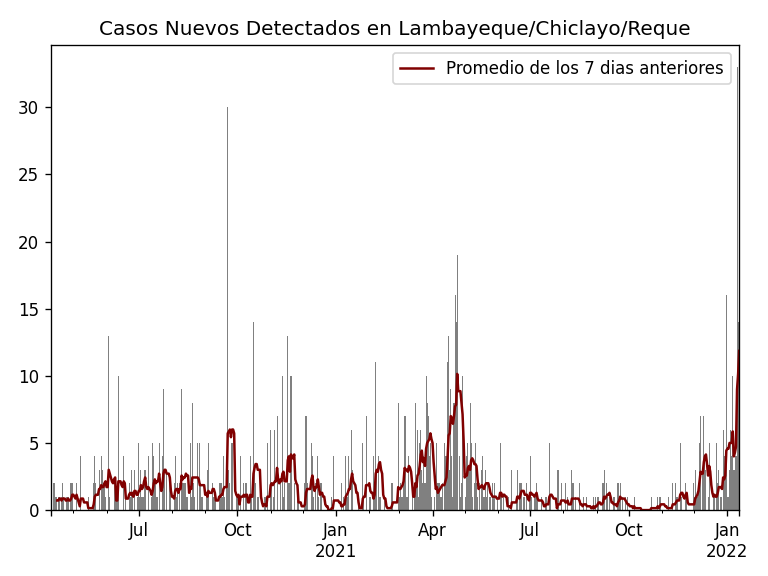 Casos Nuevos Detectados en Lambayeque/Chiclayo/Reque
Promedio de los 7 dias anteriores
30
25
20
15
10
5
0
Jul Oct Jan Apr Jul Oct Jan
2021 2022